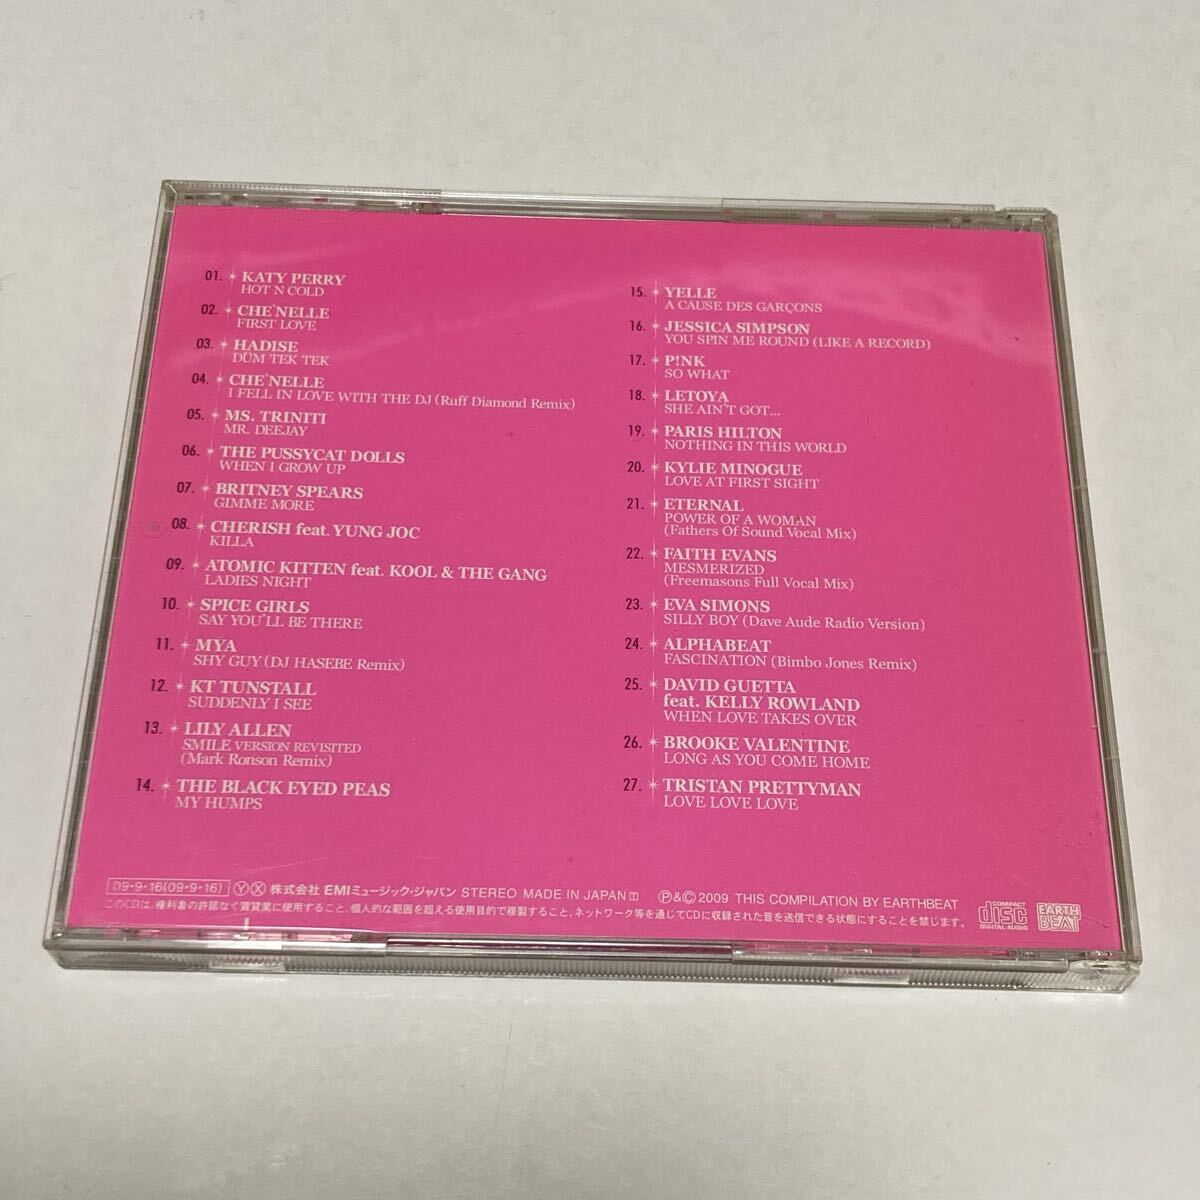 01. KATY PERRY
HOT N COLD
02. CHE'NELLE
FIRST LOVE
03. HADISE
DÜM TEK TEK
04. CHE'NELLE
I FELL IN LOVE WITH THE DJ (Ruff Diamond Remix)
05. MS. TRINITI
MR. DEEJAY
06. THE PUSSYCAT DOLLS
WHEN I GROW UP
07. BRITNEY SPEARS
GIMME MORE
08. CHERISH feat. YUNG JOC
KILLA
09. ATOMIC KITTEN feat. KOOL & THE GANG
LADIES NIGHT
10. SPICE GIRLS
SAY YOU'LL BE THERE
11. MYA
SHY GUY (DJ HASEBE Remix)
12. KT TUNSTALL
SUDDENLY I SEE
13. LILY ALLEN
SMILE VERSION REVISITED
(Mark Ronson Remix)
14. THE BLACK EYED PEAS
MY HUMPS
15. YELLE
A CAUSE DES GARÇONS
16. JESSICA SIMPSON
YOU SPIN ME ROUND (LIKE A RECORD)
17. P!NK
SO WHAT
18. LETOYA
SHE AIN'T GOT...
19. PARIS HILTON
NOTHING IN THIS WORLD
20. KYLIE MINOGUE
LOVE AT FIRST SIGHT
21. ETERNAL
POWER OF A WOMAN
(Fathers Of Sound Vocal Mix)
22. FAITH EVANS
MESMERIZED
(Freemasons Full Vocal Mix)
23. EVA SIMONS
SILLY BOY (Dave Aude Radio Version)
24. ALPHABEAT
FASCINATION (Bimbo Jones Remix)
25. DAVID GUETTA
feat. KELLY ROWLAND
WHEN LOVE TAKES OVER
26. BROOKE VALENTINE
LONG AS YOU COME HOME
27. TRISTAN PRETTYMAN
LOVE LOVE LOVE
09・9・16(09・9・16) Ⓨ Ⓧ 株式会社 EMIミュージック・ジャパン STEREO MADE IN JAPAN Ⓣ ℗&© 2009 THIS COMPILATION BY EARTHBEAT
このCDは、権利者の許諾なく賃貸業に使用すること、個人的な範囲を超える使用目的で複製すること、ネットワーク等を通じてCDに収録された音を送信できる状態にすることを禁じます。
COMPACT
disc
DIGITAL AUDIO
EARTH
BEAT